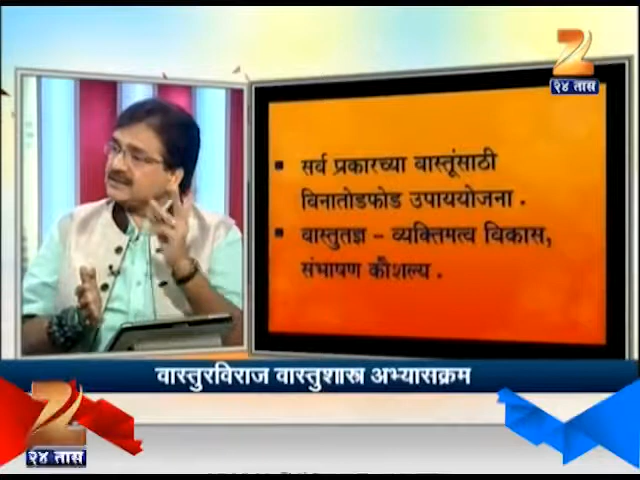 २४ तास
सर्व प्रकारच्या वास्तूंसाठी
विनातोडफोड उपाययोजना .
वास्तुतज्ञ – व्यक्तिमत्व विकास,
संभाषण कौशल्य .
वास्तुरविराज वास्तुशास्त्र अभ्यासक्रम
२४ तास